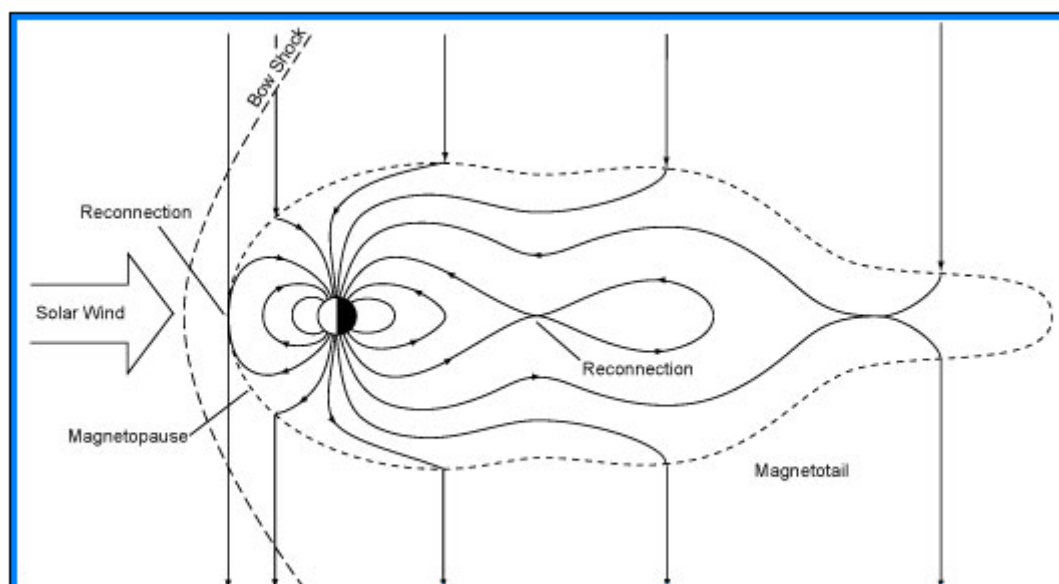 Bow Shock
Reconnection
Solar Wind
Reconnection
Magnetopause
Magnetotail